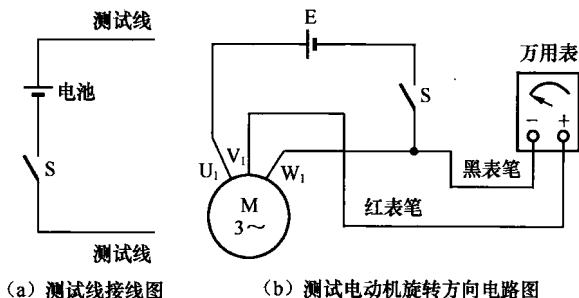 测试线
电池
S
测试线
(a) 测试线接线图
E
S
万用表
- +
黑表笔
红表笔
U₁ V₁ W₁
M
3～
(b) 测试电动机旋转方向电路图